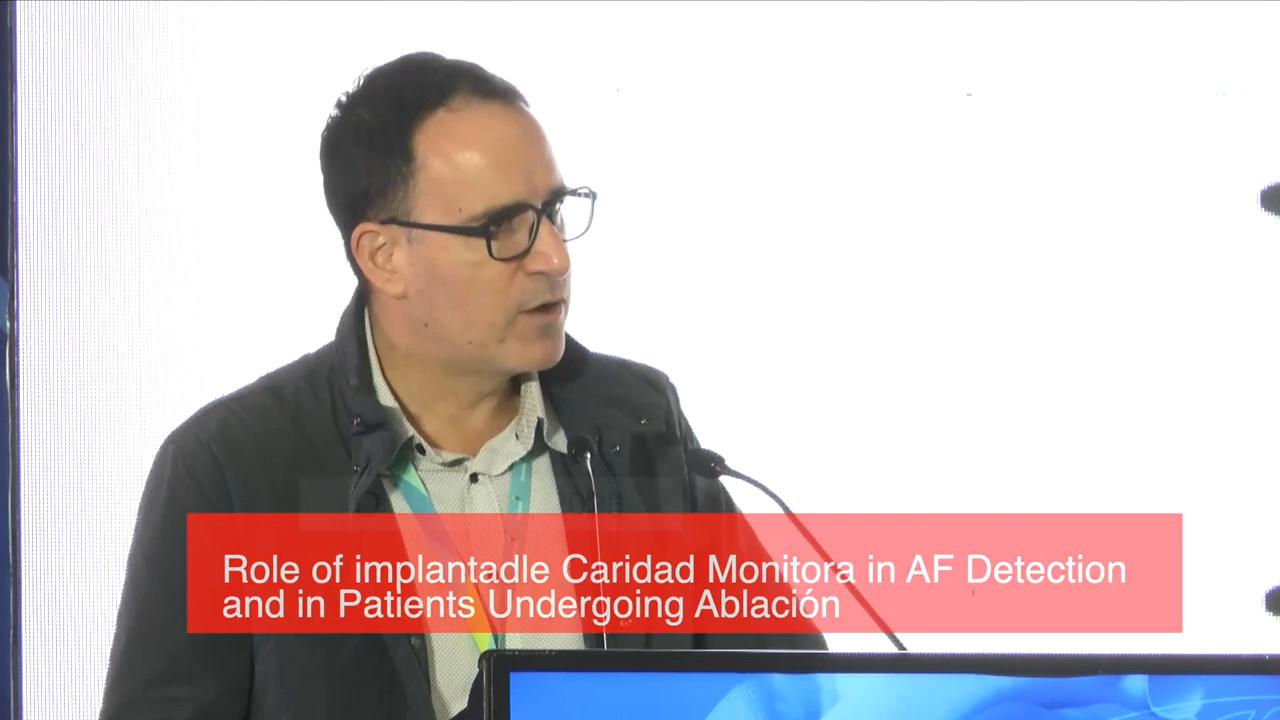 Role of implantadle Caridad Monitora in AF Detection
and in Patients Undergoing Ablación